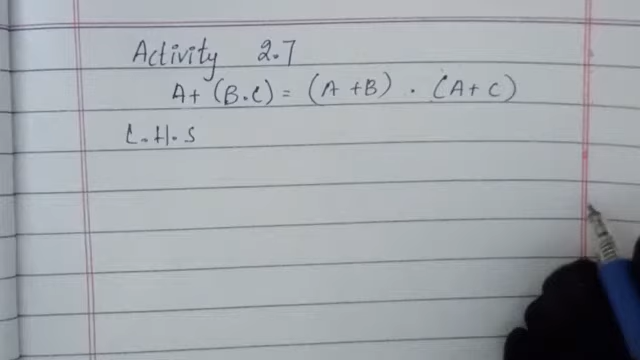 Activity 2.7
A+ (B.C) = (A +B) . (A+C)
L.H.S